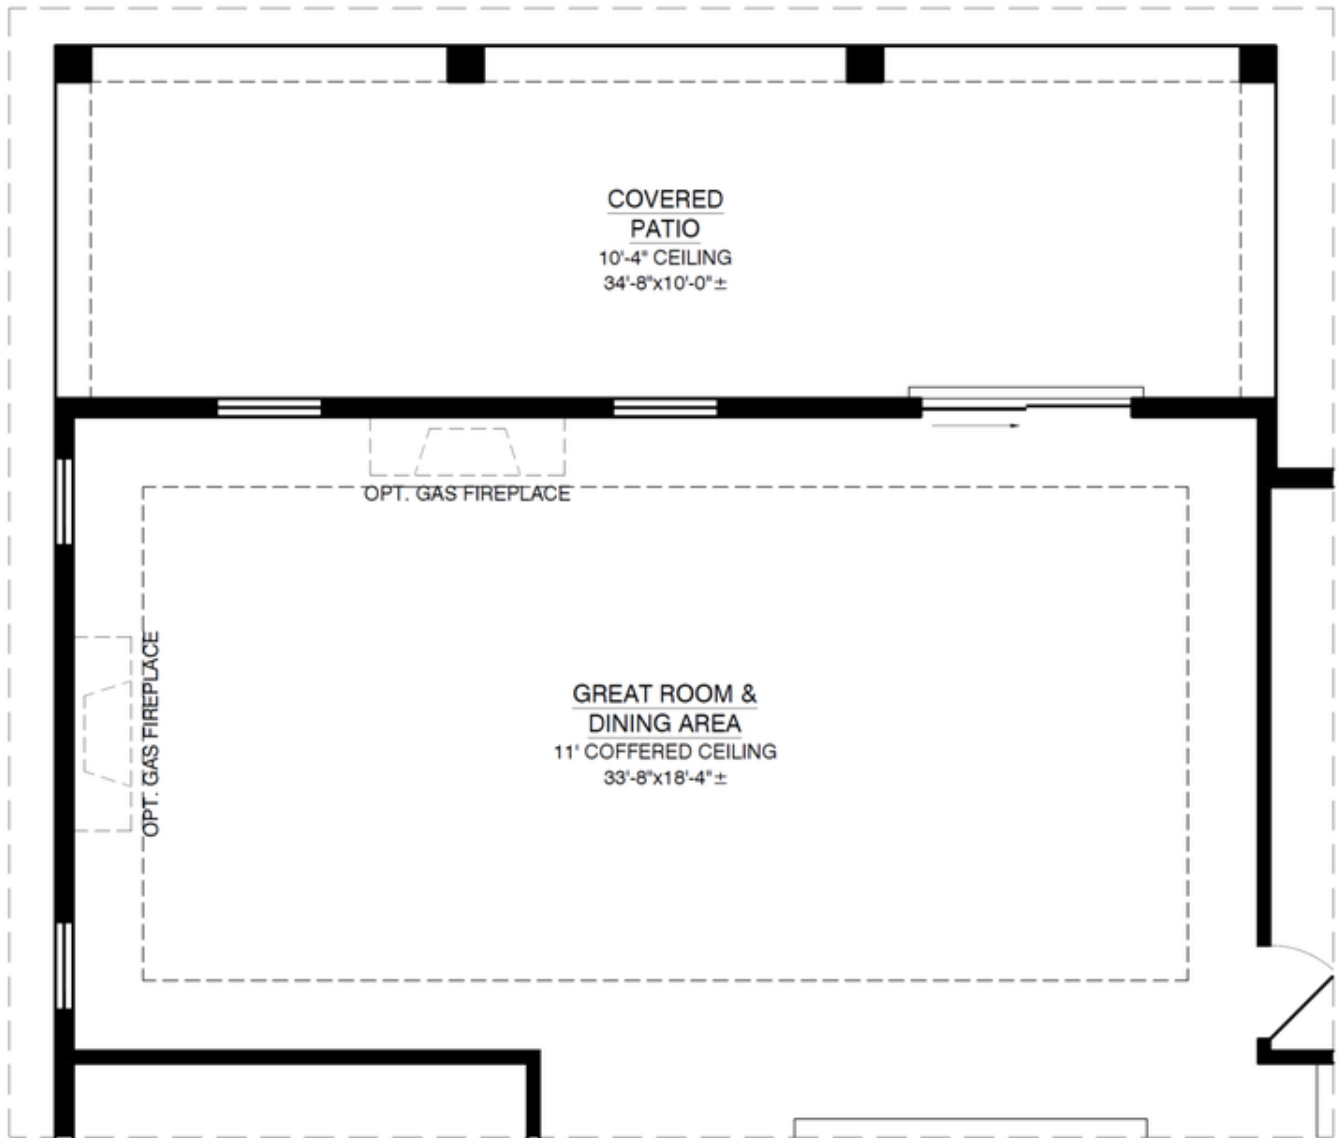 COVERED
PATIO
10'-4" CEILING
34'-8"x10'-0"±
OPT. GAS FIREPLACE
OPT. GAS FIREPLACE
GREAT ROOM &
DINING AREA
11' COFFERED CEILING
33'-8"x18'-4"±